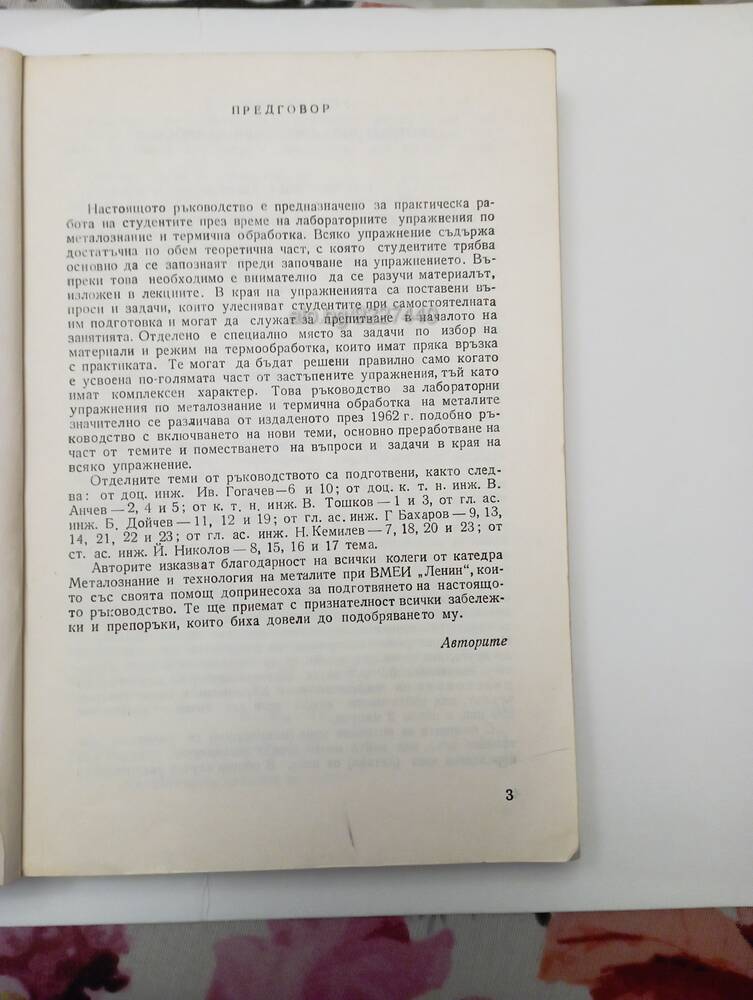 ПРЕДГОВОР
Настоящото ръководство е предназначено за практическа ра-
бота на студентите през време на лабораторните упражнения по
металознание и термична обработка. Всяко упражнение съдържа
достатъчна по обем теоретична част, с която студентите трябва
основно да се запознаят преди започване на упражнението. Въ-
преки това необходимо е внимателно да се разучи материалът,
изложен в лекциите. В края на упражненията са поставени въ-
проси и задачи, които улесняват студентите при самостоятелната
им подготовка и могат да служат за препитване в началото на
занятията. Отделено е специално място за задачи по избор на
материали и режим на термообработка, които имат пряка връзка
с практиката. Те могат да бъдат решени правилно само когато
е усвоена по-голямата част от застъпените упражнения, тъй като
имат комплексен характер. Това ръководство за лабораторни
упражнения по металознание и термична обработка на металите
значително се различава от издаденото през 1962 г. подобно ръ-
ководство с включването на нови теми, основно преработване на
част от темите и поместването на въпроси и задачи в края на
всяко упражнение.
Отделните теми от ръководството са подготвени, както след-
ва: от доц. инж. Ив. Гогачев—6 и 10; от доц. к. т. н. инж. В.
Анчев—2, 4 и 5; от к. т. н. инж. В. Тошков—1 и 3, от гл. ас.
инж. Б. Дойчев—11, 12 и 19; от гл. ас. инж. Г Бахаров—9, 13,
14, 21, 22 и 23; от гл. ас. инж. Н. Кемилев—7, 18, 20 и 23; от
ст. ас. инж. Й. Николов—8, 15, 16 и 17 тема.
Авторите изказват благодарност на всички колеги от катедра
Металознание и технология на металите при ВМЕИ „Ленин“, кои-
то със своята помощ допринесоха за подготвянето на настоящо-
то ръководство. Те ще приемат с признателност всички забележ-
ки и препоръки, които биха довели до подобряването му.
Авторите
3